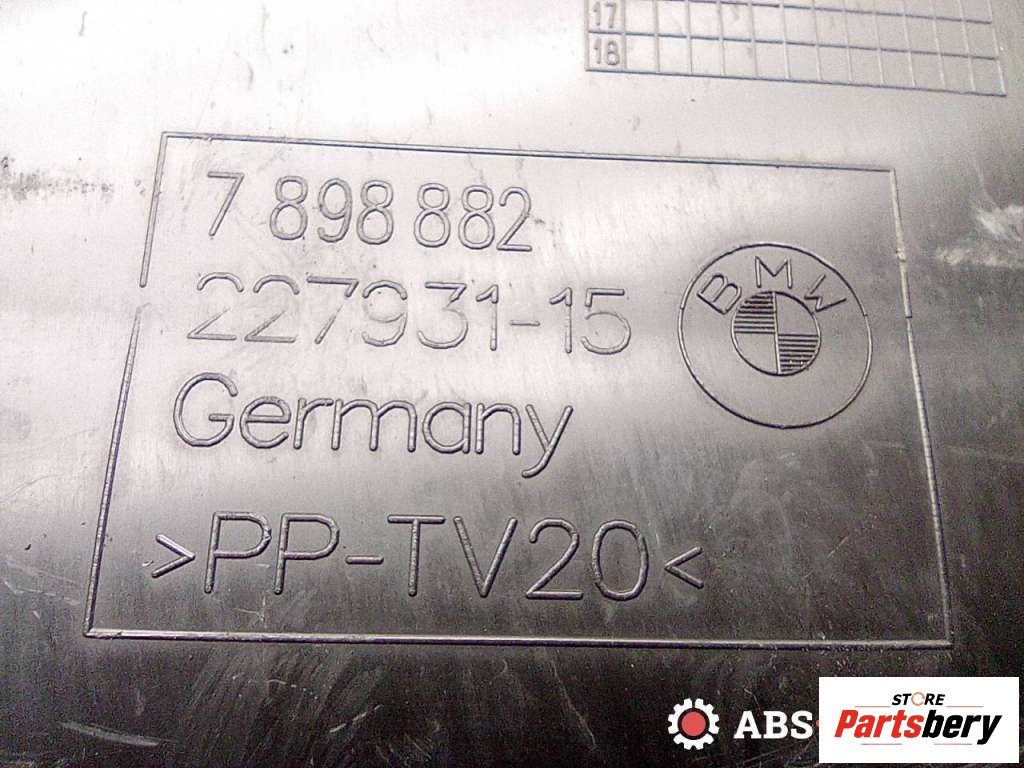 17
18
7 898 882
227931-15
BMW
Germany
>PP-TV20<
ABS-
STORE
Partsbery